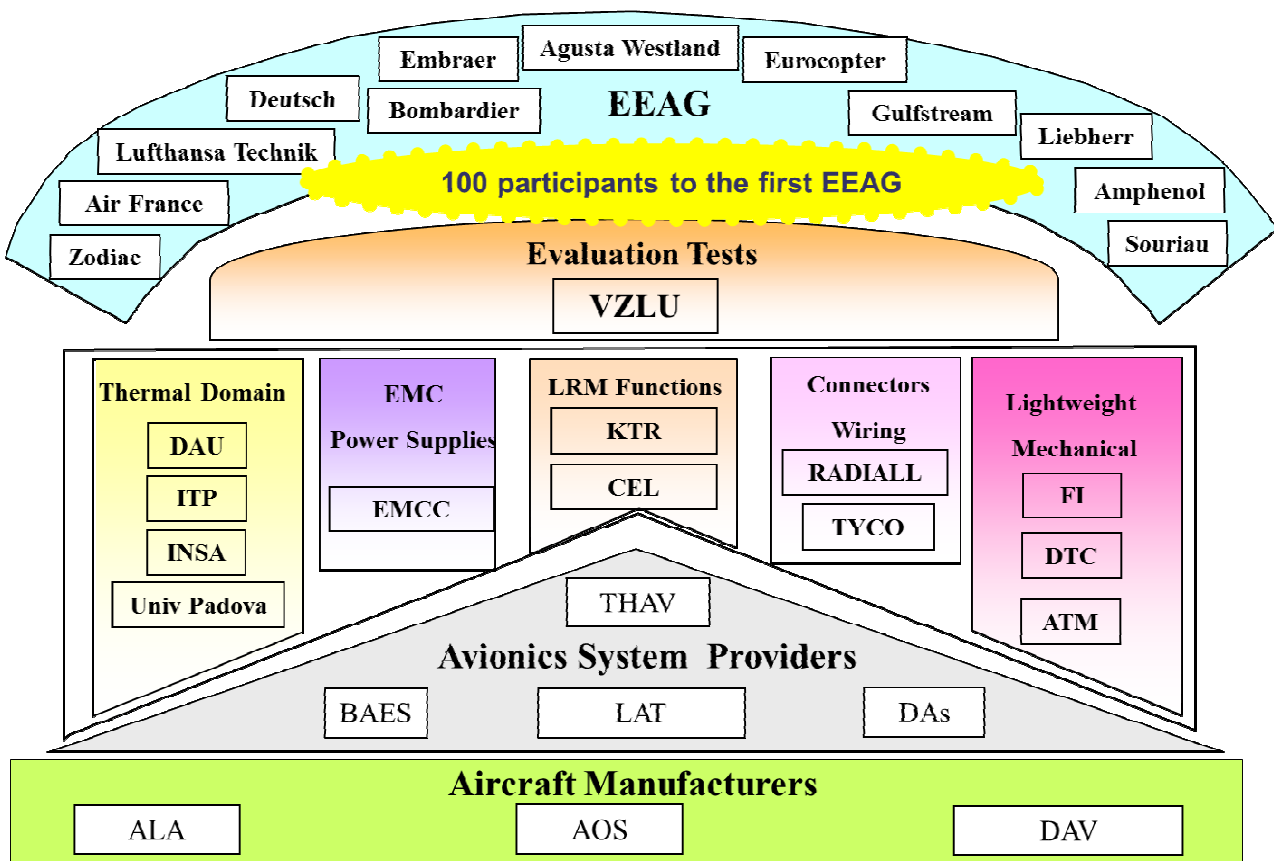 Embraer
Agusta Westland
Eurocopter
Deutsch
Bombardier
EEAG
Gulfstream
Liebherr
Lufthansa Technik
100 participants to the first EEAG
Air France
Amphenol
Zodiac
Souriau
Evaluation Tests
VZLU
Thermal Domain
DAU
ITP
INSA
Univ Padova
EMC
Power Supplies
EMCC
LRM Functions
KTR
CEL
Connectors
Wiring
RADIALL
TYCO
Lightweight
Mechanical
FI
DTC
ATM
THAV
Avionics System Providers
BAES
LAT
DAs
Aircraft Manufacturers
ALA
AOS
DAV